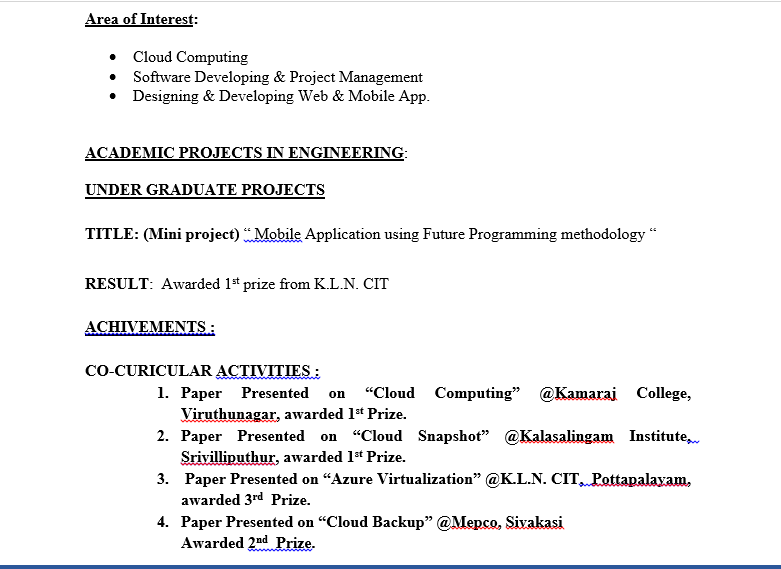 Area of Interest:
• Cloud Computing
• Software Developing & Project Management
• Designing & Developing Web & Mobile App.
ACADEMIC PROJECTS IN ENGINEERING:
UNDER GRADUATE PROJECTS
TITLE: (Mini project) “ Mobile Application using Future Programming methodology “
RESULT:  Awarded 1st prize from K.L.N. CIT
ACHIVEMENTS :
CO-CURICULAR ACTIVITIES :
1. Paper Presented on “Cloud Computing” @Kamaraj College,
Viruthunagar, awarded 1st Prize.
2. Paper Presented on “Cloud Snapshot” @Kalasalingam Institute,
Srivilliputhur, awarded 1st Prize.
3. Paper Presented on “Azure Virtualization” @K.L.N. CIT, Pottapalayam,
awarded 3rd Prize.
4. Paper Presented on “Cloud Backup” @Mepco, Sivakasi
Awarded 2nd Prize.